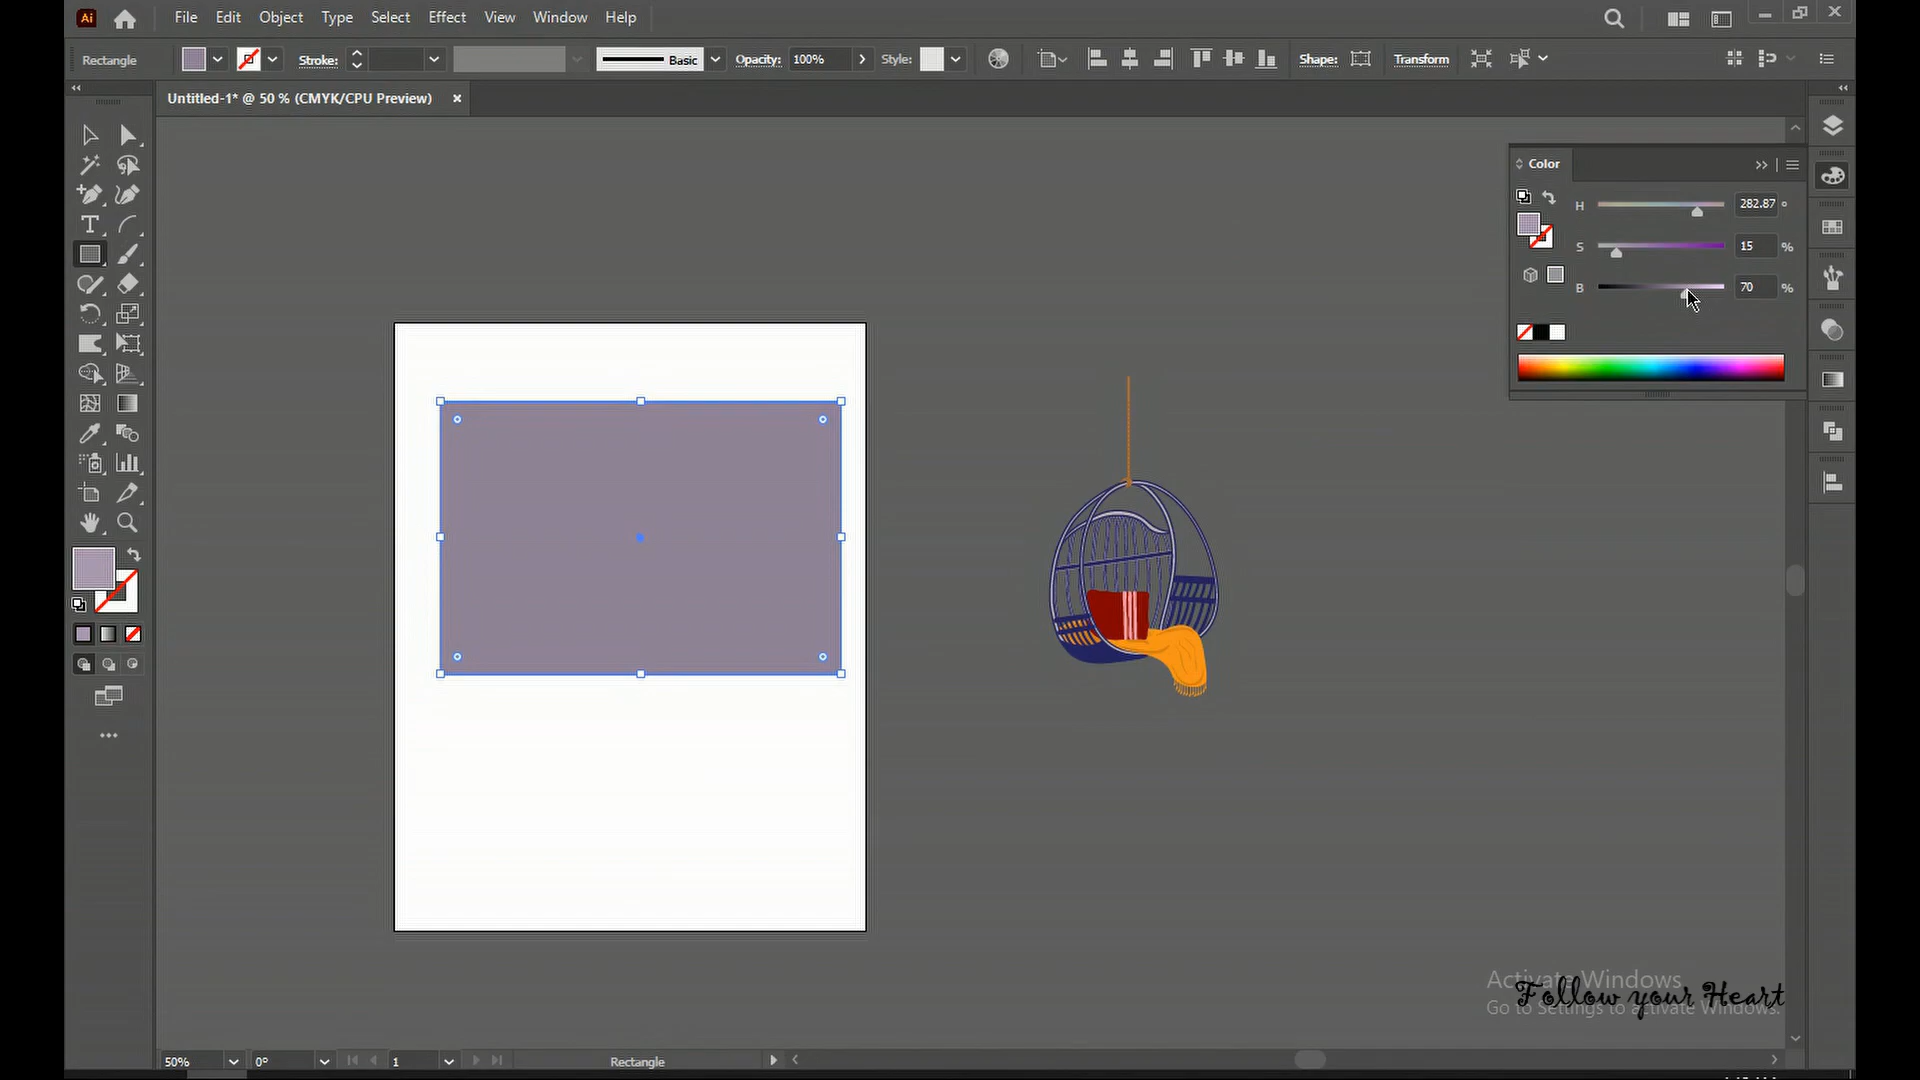 Ai File Edit Object Type Select Effect View Window Help
Rectangle Stroke: Basic Opacity: 100% Style: Shape: Transform
Untitled-1* @ 50 % (CMYK/CPU Preview) ×
Color
H 282.87 °
S 15 %
B 70 %
T
Activate Windows
Go to Settings to activate Windows.
Follow your Heart
50% 0° 1 Rectangle